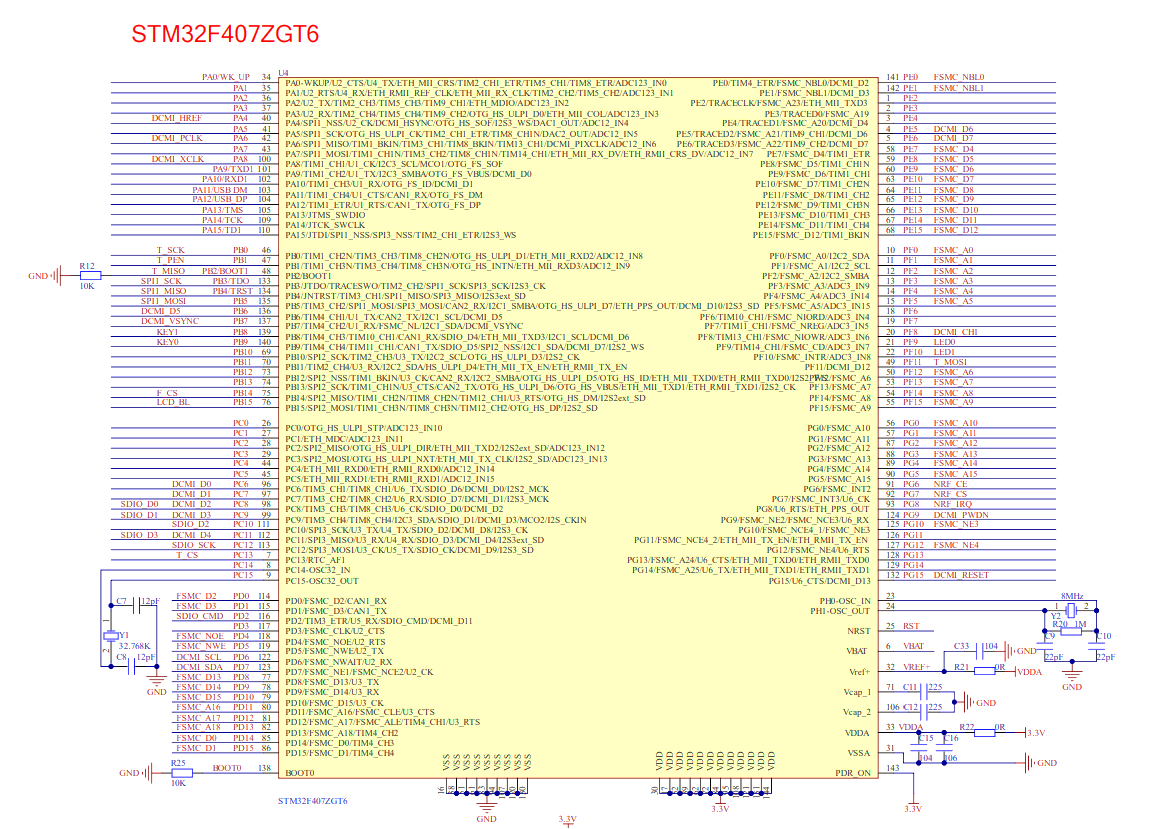 STM32F407ZGT6
U4
PA0/WK_UP 34 PA0-WKUP/U2_CTS/U4_TX/ETH_MII_CRS/TIM2_CH1_ETR/TIM5_CH1/TIM8_ETR/ADC123_IN0 PE0/TIM4_ETR/FSMC_NBL0/DCMI_D2 141 PE0 FSMC_NBL0
PA1 35 PA1/U2_RTS/U4_RX/ETH_RMII_REF_CLK/ETH_MII_RX_CLK/TIM2_CH2/TIM5_CH2/ADC123_IN1 PE1/FSMC_NBL1/DCMI_D3 142 PE1 FSMC_NBL1
PA2 36 PA2/U2_TX/TIM2_CH3/TIM5_CH3/TIM9_CH1/ETH_MDIO/ADC123_IN2 PE2/TRACECLK/FSMC_A23/ETH_MII_TXD3 1 PE2
PA3 37 PA3/U2_RX/TIM2_CH4/TIM5_CH4/TIM9_CH2/OTG_HS_ULPI_D0/ETH_MII_COL/ADC123_IN3 PE3/TRACED0/FSMC_A19 2 PE3
DCMI_HREF PA4 40 PA4/SPI1_NSS/U2_CK/DCMI_HSYNC/OTG_HS_SOF/I2S3_WS/DAC1_OUT/ADC12_IN4 PE4/TRACED1/FSMC_A20/DCMI_D4 3 PE4
PA5 41 PA5/SPI1_SCK/OTG_HS_ULPI_CK/TIM2_CH1_ETR/TIM8_CH1N/DAC2_OUT/ADC12_IN5 PE5/TRACED2/FSMC_A21/TIM9_CH1/DCMI_D6 4 PE5 DCMI_D6
DCMI_PCLK PA6 42 PA6/SPI1_MISO/TIM1_BKIN/TIM3_CH1/TIM8_BKIN/TIM13_CH1/DCMI_PIXCLK/ADC12_IN6 PE6/TRACED3/FSMC_A22/TIM9_CH2/DCMI_D7 5 PE6 DCMI_D7
PA7 43 PA7/SPI1_MOSI/TIM1_CH1N/TIM3_CH2/TIM8_CH1N/TIM14_CH1/ETH_MII_RX_DV/ETH_RMII_CRS_DV/ADC12_IN7 PE7/FSMC_D4/TIM1_ETR 58 PE7 FSMC_D4
DCMI_XCLK PA8 100 PA8/TIM1_CH1/U1_CK/I2C3_SCL/MCO1/OTG_FS_SOF PE8/FSMC_D5/TIM1_CH1N 59 PE8 FSMC_D5
PA9/TXD1 101 PA9/TIM1_CH2/U1_TX/I2C3_SMBA/OTG_FS_VBUS/DCMI_D0 PE9/FSMC_D6/TIM1_CH1 60 PE9 FSMC_D6
PA10/RXD1 102 PA10/TIM1_CH3/U1_RX/OTG_FS_ID/DCMI_D1 PE10/FSMC_D7/TIM1_CH2N 63 PE10 FSMC_D7
PA11/USB DM 103 PA11/TIM1_CH4/U1_CTS/CAN1_RX/OTG_FS_DM PE11/FSMC_D8/TIM1_CH2 64 PE11 FSMC_D8
PA12/USB_DP 104 PA12/TIM1_ETR/U1_RTS/CAN1_TX/OTG_FS_DP PE12/FSMC_D9/TIM1_CH3N 65 PE12 FSMC_D9
PA13/TMS 105 PA13/JTMS_SWDIO PE13/FSMC_D10/TIM1_CH3 66 PE13 FSMC_D10
PA14/TCK 109 PA14/JTCK_SWCLK PE14/FSMC_D11/TIM1_CH4 67 PE14 FSMC_D11
PA15/TDI 110 PA15/JTDI/SPI1_NSS/SPI3_NSS/TIM2_CH1_ETR/I2S3_WS PE15/FSMC_D12/TIM1_BKIN 68 PE15 FSMC_D12
T_SCK PB0 46 PB0/TIM1_CH2N/TIM3_CH3/TIM8_CH2N/OTG_HS_ULPI_D1/ETH_MII_RXD2/ADC12_IN8 PF0/FSMC_A0/I2C2_SDA 10 PF0 FSMC_A0
T_PEN PB1 47 PB1/TIM1_CH3N/TIM3_CH4/TIM8_CH3N/OTG_HS_INTN/ETH_MII_RXD3/ADC12_IN9 PF1/FSMC_A1/I2C2_SCL 11 PF1 FSMC_A1
GND R12 10K T_MISO PB2/BOOT1 48 PB2/BOOT1 PF2/FSMC_A2/I2C2_SMBA 12 PF2 FSMC_A2
SPI1_SCK PB3/TDO 133 PB3/JTDO/TRACESWO/TIM2_CH2/SPI1_SCK/SPI3_SCK/I2S3_CK PF3/FSMC_A3/ADC3_IN9 13 PF3 FSMC_A3
SPI1_MISO PB4/TRST 134 PB4/JNTRST/TIM3_CH1/SPI1_MISO/SPI3_MISO/I2S3ext_SD PF4/FSMC_A4/ADC3_IN14 14 PF4 FSMC_A4
SPI1_MOSI PB5 135 PB5/TIM3_CH2/SPI1_MOSI/SPI3_MOSI/CAN2_RX/I2C1_SMBA/OTG_HS_ULPI_D7/ETH_PPS_OUT/DCMI_D10/I2S3_SD PF5/FSMC_A5/ADC3_IN15 15 PF5 FSMC_A5
DCMI_D5 PB6 136 PB6/TIM4_CH1/U1_TX/CAN2_TX/I2C1_SCL/DCMI_D5 PF6/TIM10_CH1/FSMC_NIORD/ADC3_IN4 18 PF6
DCMI_VSYNC PB7 137 PB7/TIM4_CH2/U1_RX/FSMC_NL/I2C1_SDA/DCMI_VSYNC PF7/TIM11_CH1/FSMC_NREG/ADC3_IN5 19 PF7
KEY1 PB8 139 PB8/TIM4_CH3/TIM10_CH1/CAN1_RX/SDIO_D4/ETH_MII_TXD3/I2C1_SCL/DCMI_D6 PF8/TIM13_CH1/FSMC_NIOWR/ADC3_IN6 20 PF8 DCMI_CHI
KEY0 PB9 140 PB9/TIM4_CH4/TIM11_CH1/CAN1_TX/SDIO_D5/SPI2_NSS/I2C1_SDA/DCMI_D7/I2S2_WS PF9/TIM14_CH1/FSMC_CD/ADC3_IN7 21 PF9 LED0
PB10 69 PB10/SPI2_SCK/TIM2_CH3/U3_TX/I2C2_SCL/OTG_HS_ULPI_D3/I2S2_CK PF10/FSMC_INTR/ADC3_IN8 22 PF10 LED1
PB11 70 PB11/TIM2_CH4/U3_RX/I2C2_SDA/HS_ULPI_D4/ETH_MII_TX_EN/ETH_RMII_TX_EN PF11/DCMI_D12 49 PF11 T_MOSI
PB12 73 PB12/SPI2_NSS/TIM1_BKIN/U3_CK/CAN2_RX/I2C2_SMBA/OTG_HS_ULPI_D5/OTG_HS_ID/ETH_MII_TXD0/ETH_RMII_TXD0/I2S2_WS PF12/FSMC_A6 50 PF12 FSMC_A6
PB13 74 PB13/SPI2_SCK/TIM1_CH1N/U3_CTS/CAN2_TX/OTG_HS_ULPI_D6/OTG_HS_VBUS/ETH_MII_TXD1/ETH_RMII_TXD1/I2S2_CK PF13/FSMC_A7 53 PF13 FSMC_A7
F_CS PB14 75 PB14/SPI2_MISO/TIM1_CH2N/TIM8_CH2N/TIM12_CH1/U3_RTS/OTG_HS_DM/I2S2ext_SD PF14/FSMC_A8 54 PF14 FSMC_A8
LCD_BL PB15 76 PB15/SPI2_MOSI/TIM1_CH3N/TIM8_CH3N/TIM12_CH2/OTG_HS_DP/I2S2_SD PF15/FSMC_A9 55 PF15 FSMC_A9
PC0 26 PC0/OTG_HS_ULPI_STP/ADC123_IN10 PG0/FSMC_A10 56 PG0 FSMC_A10
PC1 27 PC1/ETH_MDC/ADC123_IN11 PG1/FSMC_A11 57 PG1 FSMC_A11
PC2 28 PC2/SPI2_MISO/OTG_HS_ULPI_DIR/ETH_MII_TXD2/I2S2ext_SD/ADC123_IN12 PG2/FSMC_A12 87 PG2 FSMC_A12
PC3 29 PC3/SPI2_MOSI/OTG_HS_ULPI_NXT/ETH_MII_TX_CLK/I2S2_SD/ADC123_IN13 PG3/FSMC_A13 88 PG3 FSMC_A13
PC4 44 PC4/ETH_MII_RXD0/ETH_RMII_RXD0/ADC12_IN14 PG4/FSMC_A14 89 PG4 FSMC_A14
PC5 45 PC5/ETH_MII_RXD1/ETH_RMII_RXD1/ADC12_IN15 PG5/FSMC_A15 90 PG5 FSMC_A15
DCMI_D0 PC6 96 PC6/TIM3_CH1/TIM8_CH1/U6_TX/SDIO_D6/DCMI_D0/I2S2_MCK PG6/FSMC_INT2 91 PG6 NRF_CE
DCMI_D1 PC7 97 PC7/TIM3_CH2/TIM8_CH2/U6_RX/SDIO_D7/DCMI_D1/I2S3_MCK PG7/FSMC_INT3/U6_CK 92 PG7 NRF_CS
SDIO_D0 DCMI_D2 PC8 98 PC8/TIM3_CH3/TIM8_CH3/U6_CK/SDIO_D0/DCMI_D2 PG8/U6_RTS/ETH_PPS_OUT 93 PG8 NRF_IRQ
SDIO_D1 DCMI_D3 PC9 99 PC9/TIM3_CH4/TIM8_CH4/I2C3_SDA/SDIO_D1/DCMI_D3/MCO2/I2S_CKIN PG9/FSMC_NE2/FSMC_NCE3/U6_RX 124 PG9 DCMI_PWDN
SDIO_D2 PC10 111 PC10/SPI3_SCK/U3_TX/U4_TX/SDIO_D2/DCMI_D8/I2S3_CK PG10/FSMC_NCE4_1/FSMC_NE3 125 PG10 FSMC_NE3
SDIO_D3 DCMI_D4 PC11 112 PC11/SPI3_MISO/U3_RX/U4_RX/SDIO_D3/DCMI_D4/I2S3ext_SD PG11/FSMC_NCE4_2/ETH_MII_TX_EN/ETH_RMII_TX_EN 126 PG11
SDIO_SCK PC12 113 PC12/SPI3_MOSI/U3_CK/U5_TX/SDIO_CK/DCMI_D9/I2S3_SD PG12/FSMC_NE4/U6_RTS 127 PG12 FSMC_NE4
T_CS PC13 7 PC13/RTC_AF1 PG13/FSMC_A24/U6_CTS/ETH_MII_TXD0/ETH_RMII_TXD0 128 PG13
PC14 8 PC14-OSC32_IN PG14/FSMC_A25/U6_TX/ETH_MII_TXD1/ETH_RMII_TXD1 129 PG14
PC15 9 PC15-OSC32_OUT PG15/U6_CTS/DCMI_D13 132 PG15 DCMI_RESET
C7 12pF
FSMC_D2 PD0 114 PD0/FSMC_D2/CAN1_RX PH0-OSC_IN 23 8MHz
FSMC_D3 PD1 115 PD1/FSMC_D3/CAN1_TX PH1-OSC_OUT 24 1 2
Y2
SDIO_CMD PD2 116 PD2/TIM3_ETR/U5_RX/SDIO_CMD/DCMI_D11
PD3 117 PD3/FSMC_CLK/U2_CTS NRST 25 RST R20 1M
1 Y1 C9 C10
FSMC_NOE PD4 118 PD4/FSMC_NOE/U2_RTS
32.768K
FSMC_NWE PD5 119 PD5/FSMC_NWE/U2_TX VBAT 6 VBAT C33 104 GND
2 C8 12pF 22pF 22pF
DCMI_SCL PD6 122 PD6/FSMC_NWAIT/U2_RX
DCMI_SDA PD7 123 PD7/FSMC_NE1/FSMC_NCE2/U2_CK Vref+ 32 VREF+ R21 0R VDDA
FSMC_D13 PD8 77 PD8/FSMC_D13/U3_TX
GND GND
FSMC_D14 PD9 78 PD9/FSMC_D14/U3_RX Vcap_1 71 C11 225
FSMC_D15 PD10 79 PD10/FSMC_D15/U3_CK GND
FSMC_A16 PD11 80 PD11/FSMC_A16/FSMC_CLE/U3_CTS Vcap_2 106 C12 225
FSMC_A17 PD12 81 PD12/FSMC_A17/FSMC_ALE/TIM4_CH1/U3_RTS
FSMC_A18 PD13 82 PD13/FSMC_A18/TIM4_CH2 VDDA 33 VDDA R22 0R 3.3V
FSMC_D0 PD14 85 PD14/FSMC_D0/TIM4_CH3 C15 C16
FSMC_D1 PD15 86 PD15/FSMC_D1/TIM4_CH4 VSSA 31
104 106 GND
VSS VSS VSS VSS VSS VSS VSS VSS VSS VDD VDD VDD VDD VDD VDD VDD VDD VDD VDD VDD VDD
GND R25 10K BOOT0 138 BOOT0 PDR_ON 143
16 30
STM32F407ZGT6
GND 3.3V 3.3V
3.3V